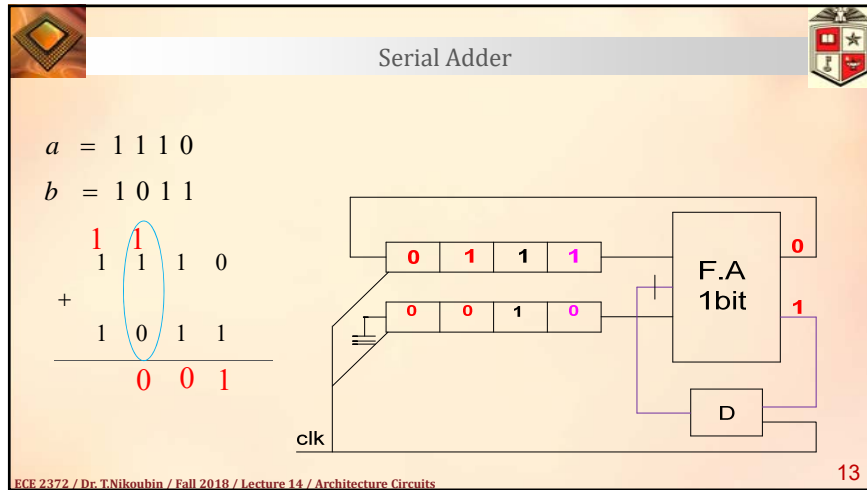 Serial Adder
a = 1 1 1 0
b = 1 0 1 1
1 1
1 1 1 0
+
1 0 1 1
0 0 1
0 1 1 1
0 0 1 0
F.A
1bit
0
1
D
clk
ECE 2372 / Dr. T.Nikoubin / Fall 2018 / Lecture 14 / Architecture Circuits
13